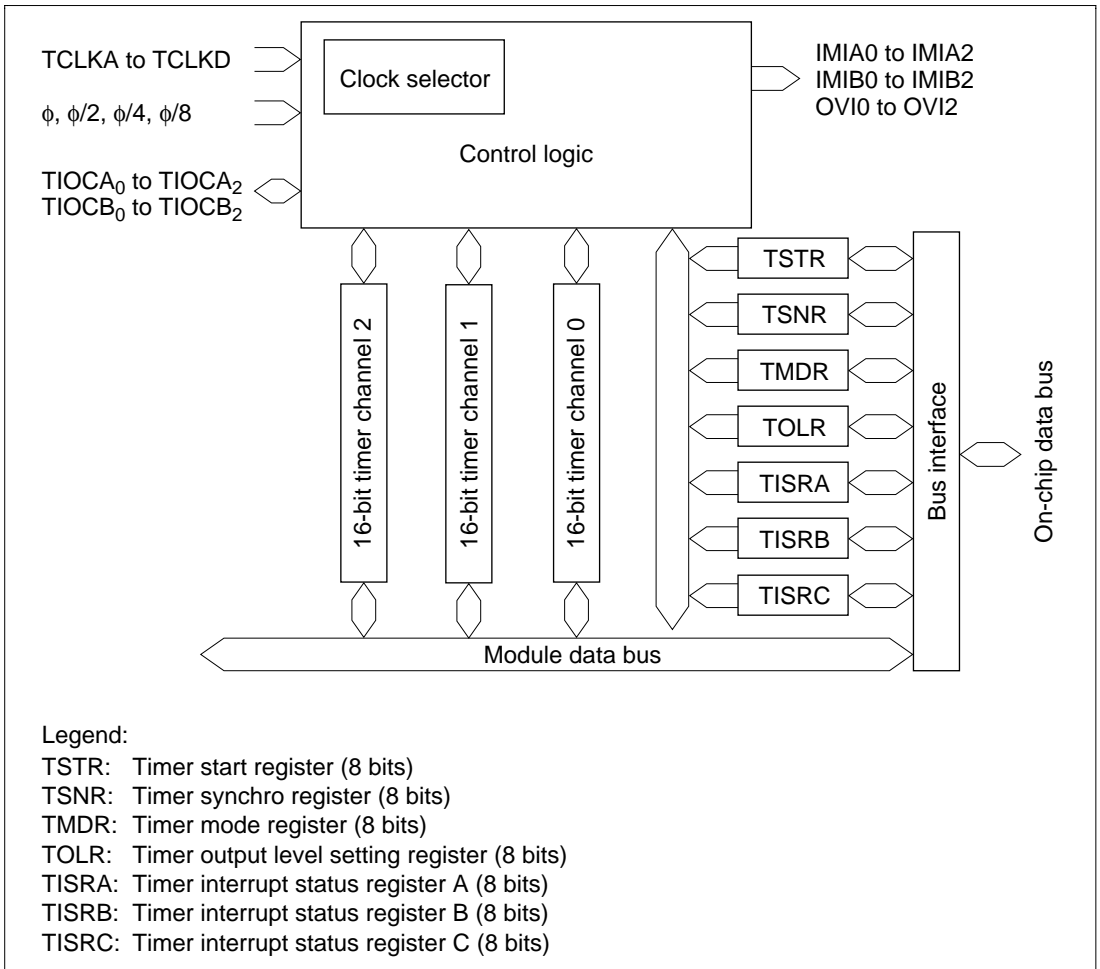 TCLKA to TCLKD
ϕ, ϕ/2, ϕ/4, ϕ/8
TIOCA₀ to TIOCA₂
TIOCB₀ to TIOCB₂
Clock selector
Control logic
IMIA0 to IMIA2
IMIB0 to IMIB2
OVI0 to OVI2
16-bit timer channel 2
16-bit timer channel 1
16-bit timer channel 0
TSTR
TSNR
TMDR
TOLR
TISRA
TISRB
TISRC
Bus interface
On-chip data bus
Module data bus
Legend:
TSTR: Timer start register (8 bits)
TSNR: Timer synchro register (8 bits)
TMDR: Timer mode register (8 bits)
TOLR: Timer output level setting register (8 bits)
TISRA: Timer interrupt status register A (8 bits)
TISRB: Timer interrupt status register B (8 bits)
TISRC: Timer interrupt status register C (8 bits)